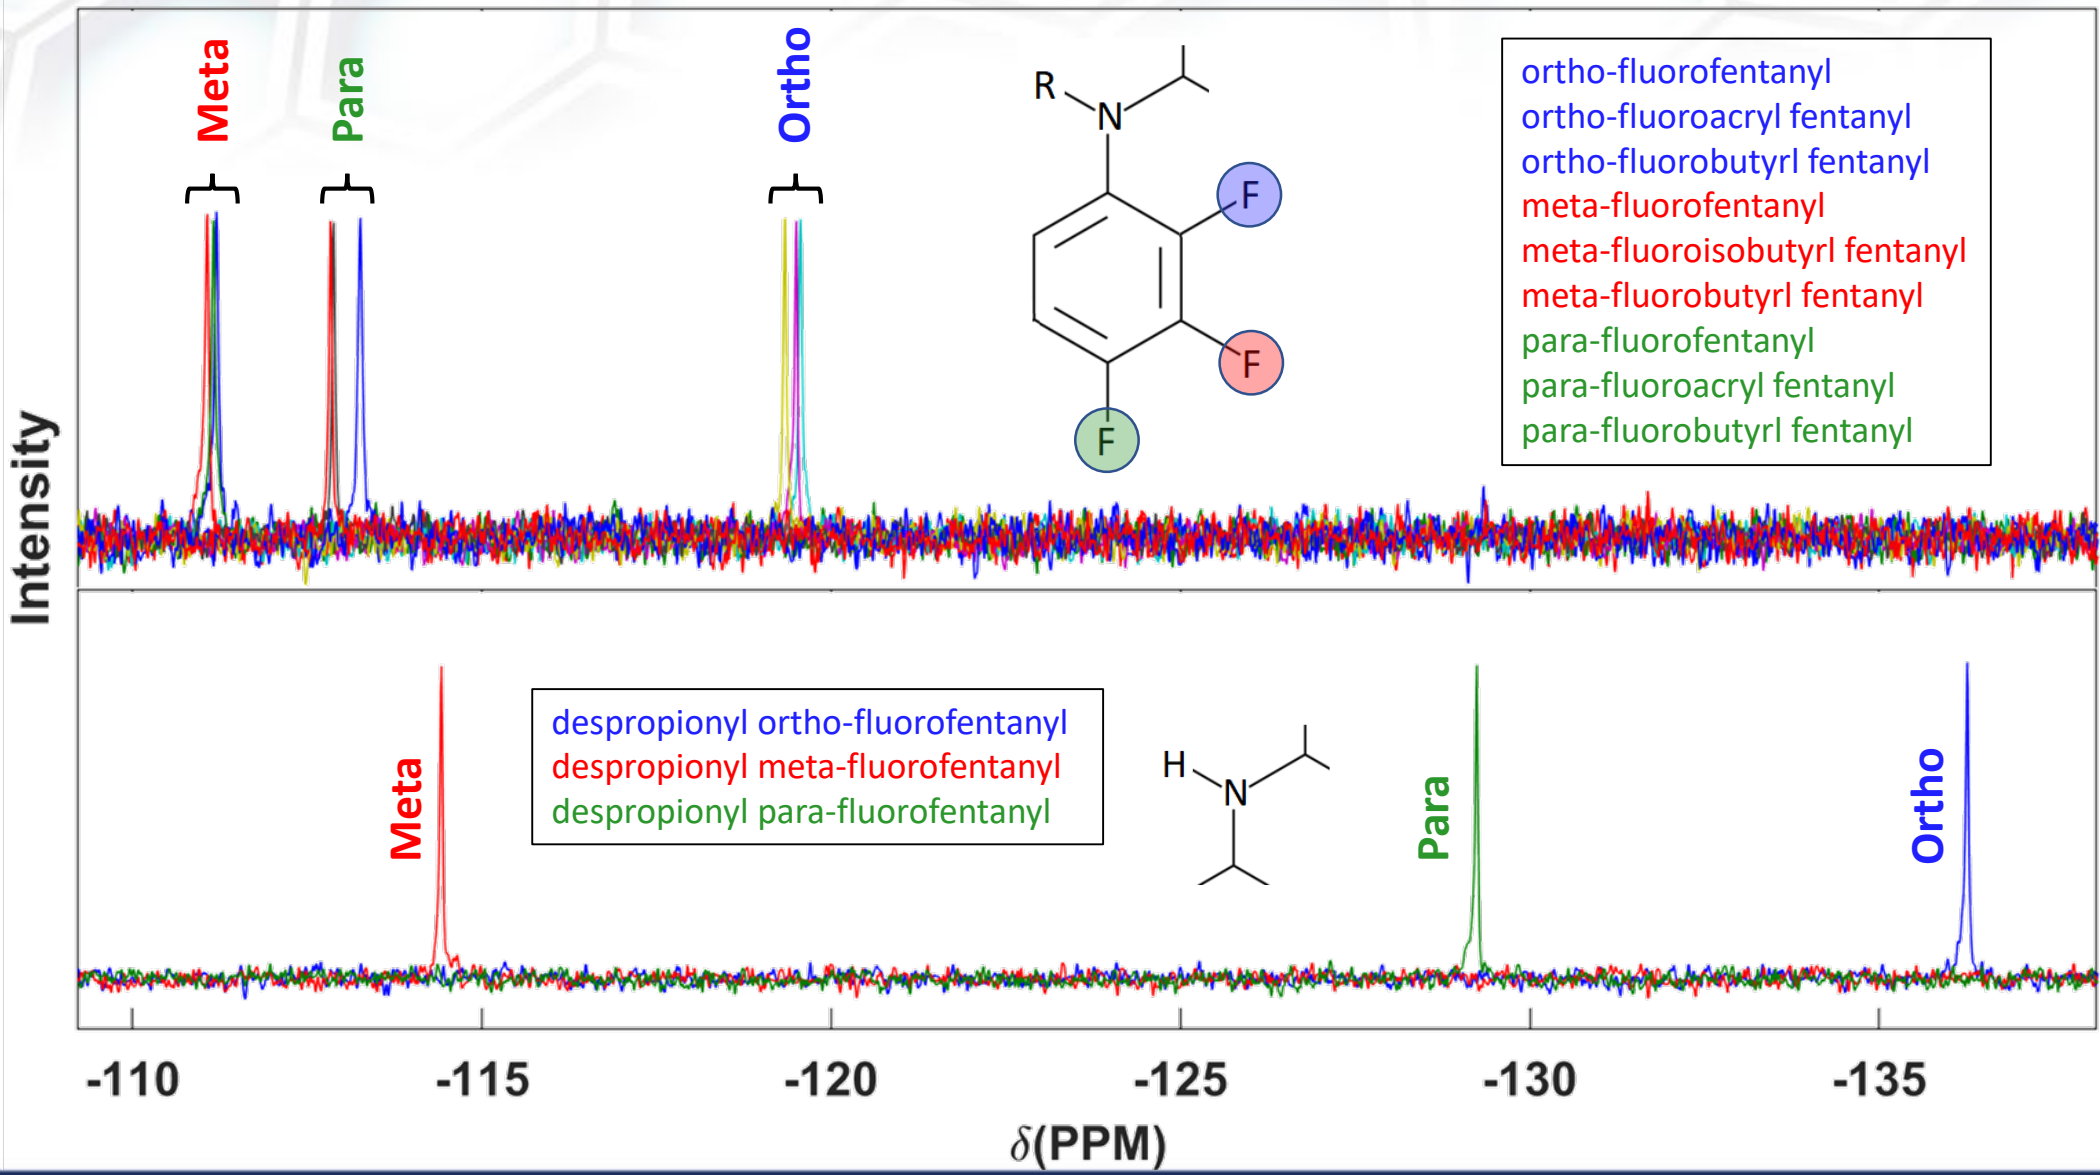 Meta
Para
Ortho
R
N
F
F
F
ortho-fluorofentanyl
ortho-fluoroacryl fentanyl
ortho-fluorobutyrl fentanyl
meta-fluorofentanyl
meta-fluoroisobutyrl fentanyl
meta-fluorobutyrl fentanyl
para-fluorofentanyl
para-fluoroacryl fentanyl
para-fluorobutyrl fentanyl
Intensity
Meta
despropionyl ortho-fluorofentanyl
despropionyl meta-fluorofentanyl
despropionyl para-fluorofentanyl
H
N
Para
Ortho
-110 -115 -120 -125 -130 -135
δ(PPM)